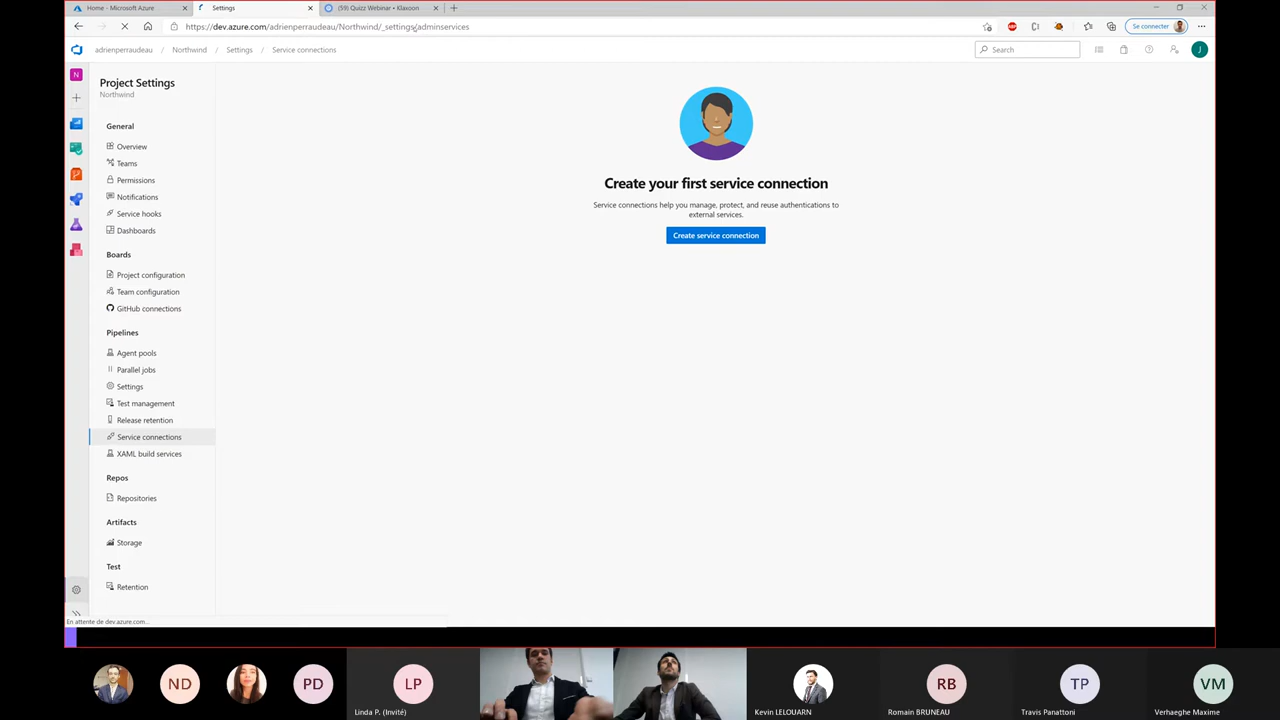 Home - Microsoft Azure
Settings
(59) Quizz Webinar • Klaxoon
https://dev.azure.com/adrienperraudeau/Northwind/_settings/adminservices
Se connecter
adrienperraudeau / Northwind / Settings / Service connections
Search
J
N
Project Settings
Northwind
General
Overview
Teams
Permissions
Notifications
Service hooks
Dashboards
Boards
Project configuration
Team configuration
GitHub connections
Pipelines
Agent pools
Parallel jobs
Settings
Test management
Release retention
Service connections
XAML build services
Repos
Repositories
Artifacts
Storage
Test
Retention
Create your first service connection
Service connections help you manage, protect, and reuse authentications to
external services.
Create service connection
En attente de dev.azure.com...
ND
PD
LP
RB
TP
VM
Linda P. (Invité)
Kevin LELOUARN
Romain BRUNEAU
Travis Panattoni
Verhaeghe Maxime